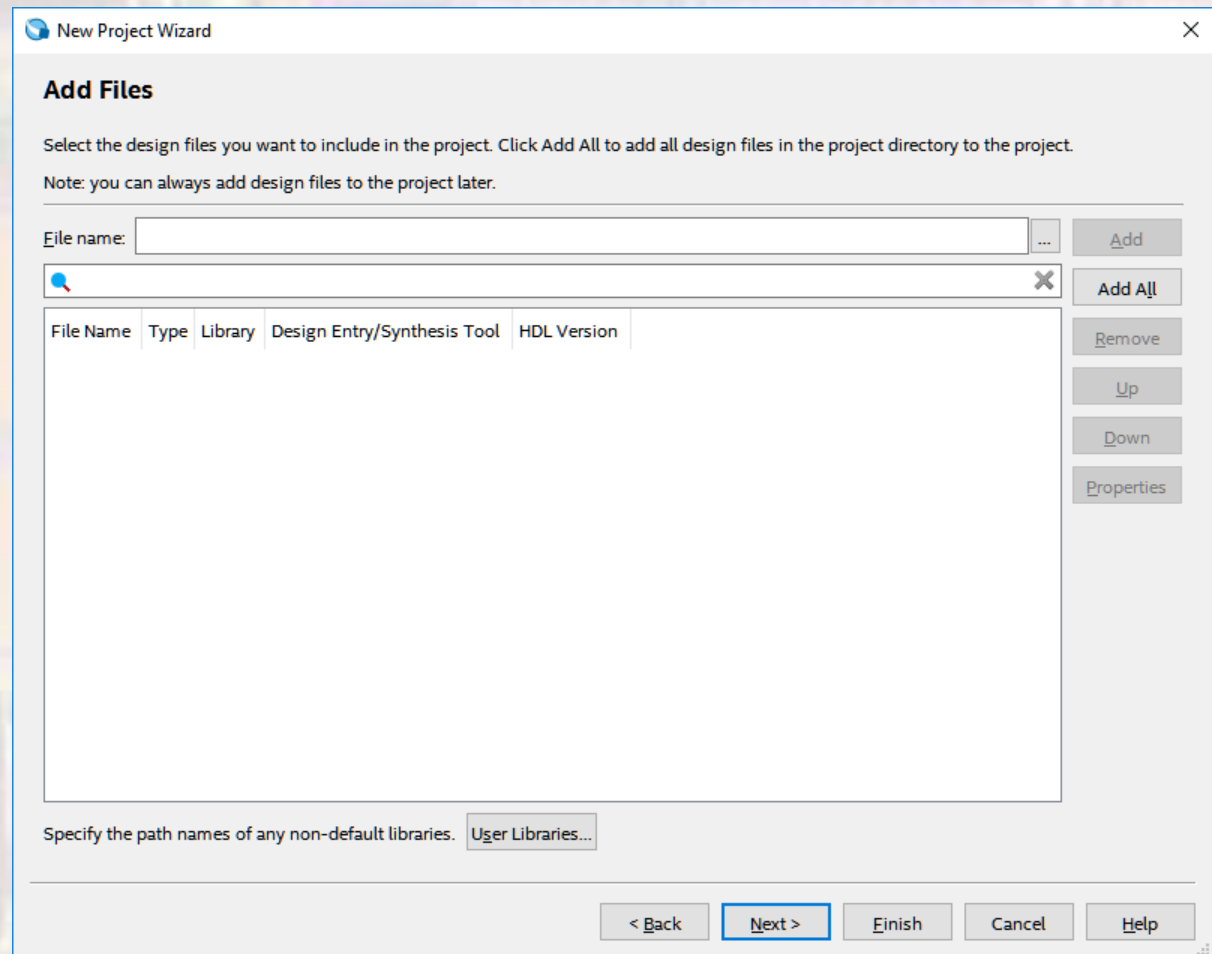 New Project Wizard
Add Files
Select the design files you want to include in the project. Click Add All to add all design files in the project directory to the project.
Note: you can always add design files to the project later.
File name:
...
Add
Add All
File Name Type Library Design Entry/Synthesis Tool HDL Version
Remove
Up
Down
Properties
Specify the path names of any non-default libraries. User Libraries...
< Back Next > Finish Cancel Help